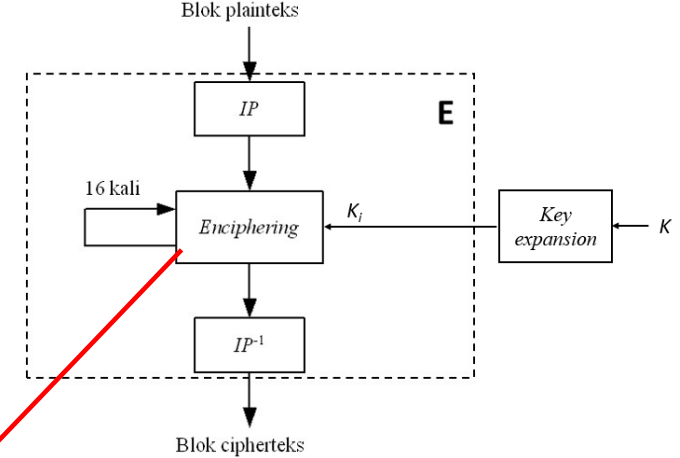 Blok plainteks
IP
E
16 kali
Enciphering
Ki
Key
expansion
K
IP-1
Blok cipherteks